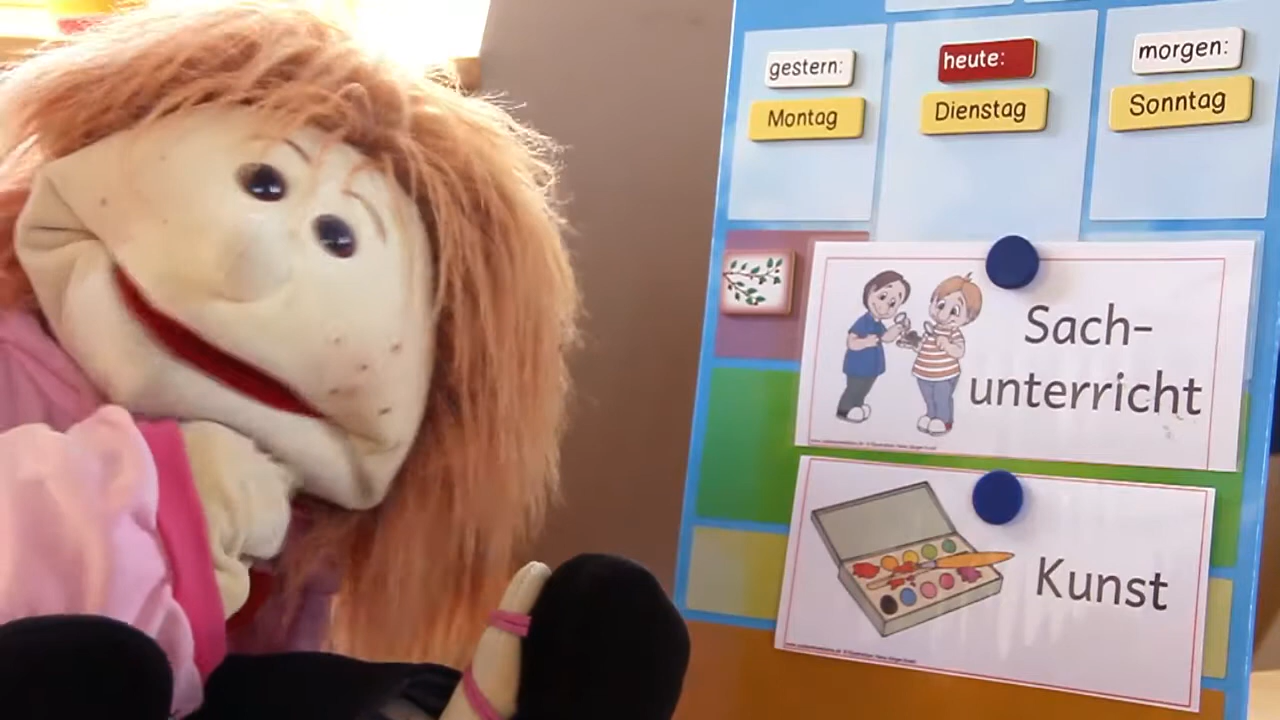 gestern:
heute:
morgen:
Montag
Dienstag
Sonntag
Sach-
unterricht
Kunst